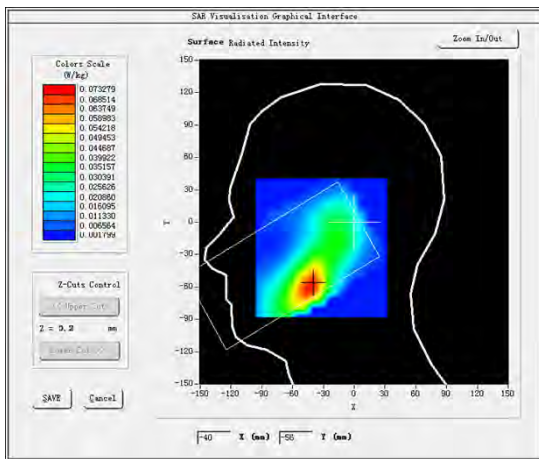 SAR Visualisation Graphical Interface
Surface Radiated Intensity
Zoom In/Out
Colors Scale
(W/kg)
0.073279
0.068514
0.063749
0.058983
0.054218
0.049453
0.044687
0.039922
0.035157
0.030391
0.025626
0.020860
0.016095
0.011330
0.006564
0.001799
150
120
90
60
30
0
-30
-60
-90
-120
-150
Y
-150 -120 -90 -60 -30 0 30 60 90 120 150
X
Z-Cuts Control
Z = 3.2 mm
SAVE Cancel
-40 X (mm) -56 Y (mm)